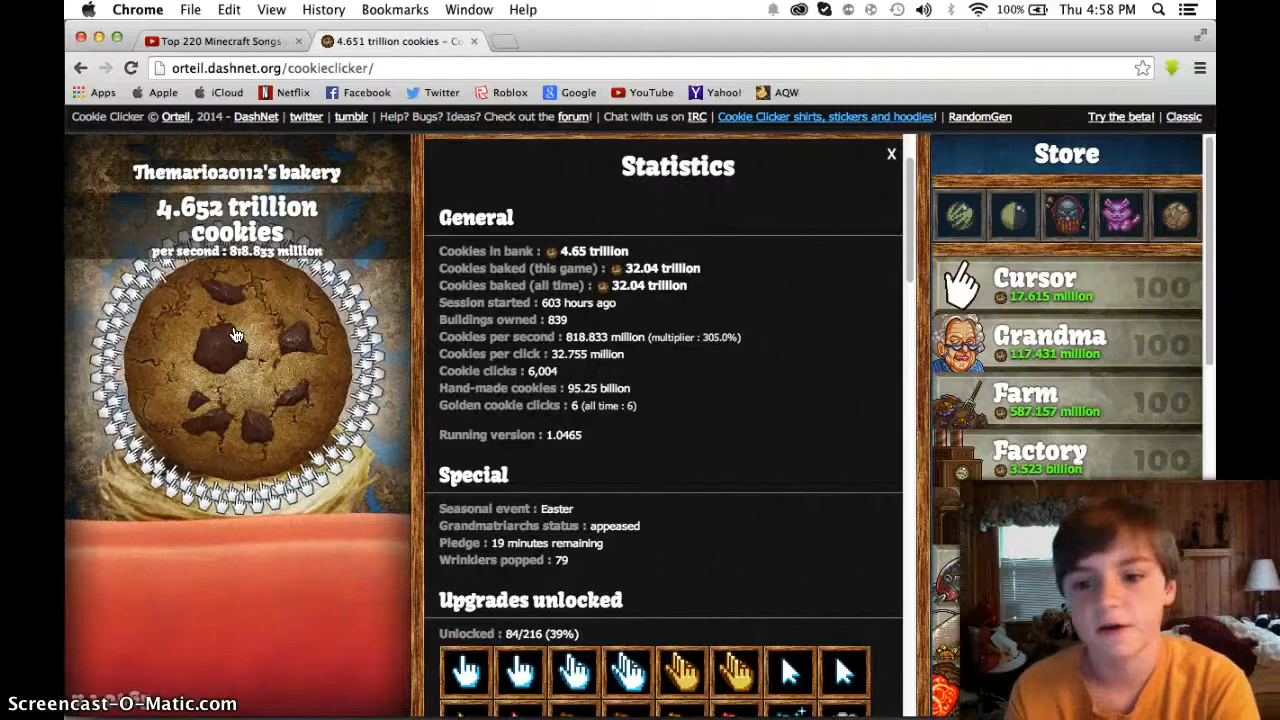 Chrome File Edit View History Bookmarks Window Help 100% Thu 4:58 PM
Top 220 Minecraft Songs 4.651 trillion cookies - Co
orteil.dashnet.org/cookieclicker/
Apps Apple iCloud Netflix Facebook Twitter Roblox Google YouTube Yahoo! AQW
Cookie Clicker © Orteil, 2014 - DashNet | twitter | tumblr | Help? Bugs? Ideas? Check out the forum! | Chat with us on IRC | Cookie Clicker shirts, stickers and hoodies! | RandomGen Try the beta! | Classic
Themario20112's bakery
4.652 trillion
cookies
per second : 818.833 million
Statistics
X
General
Cookies in bank : 4.65 trillion
Cookies baked (this game) : 32.04 trillion
Cookies baked (all time) : 32.04 trillion
Session started : 603 hours ago
Buildings owned : 839
Cookies per second : 818.833 million (multiplier : 305.0%)
Cookies per click : 32.755 million
Cookie clicks : 6,004
Hand-made cookies : 95.25 billion
Golden cookie clicks : 6 (all time : 6)
Running version : 1.0465
Special
Seasonal event : Easter
Grandmatriarchs status : appeased
Pledge : 19 minutes remaining
Wrinklers popped : 79
Upgrades unlocked
Unlocked : 84/216 (39%)
Store
Cursor 100
17.615 million
Grandma 100
117.431 million
Farm 100
587.157 million
Factory 100
3.523 billion
Screencast-O-Matic.com